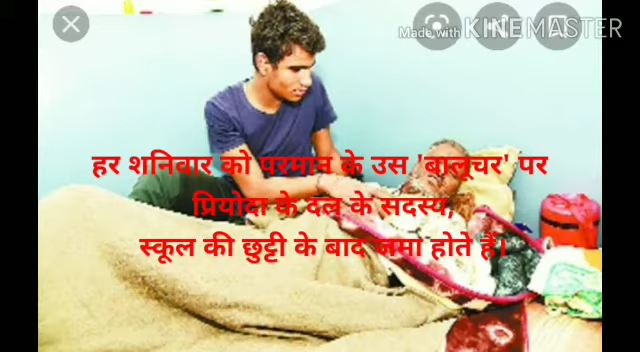 Made with KINEMASTER
हर शनिवार को परमान के उस 'बालूचर' पर
प्रियोदा के दल के सदस्य,
स्कूल की छुट्टी के बाद जमा होते हैं।